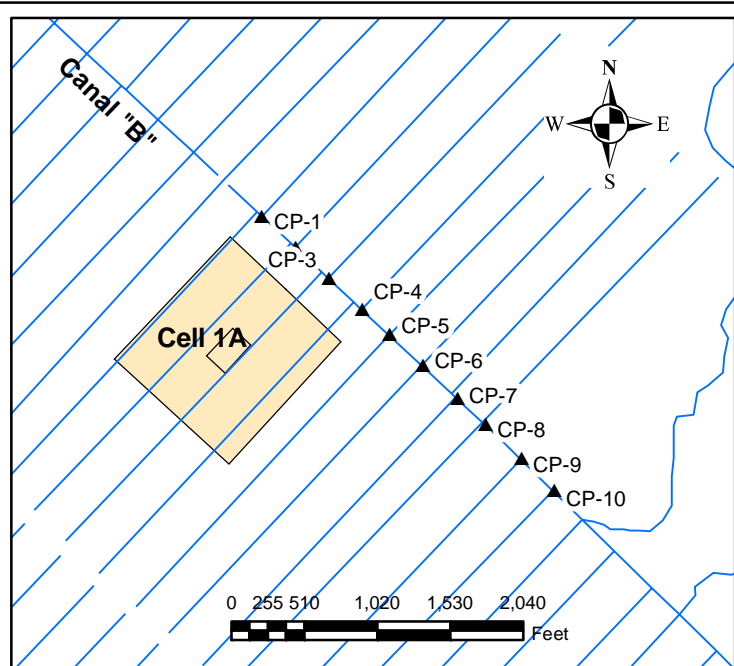 Canal "B"
N
W E
S
CP-1
CP-3
CP-4
CP-5
Cell 1A
CP-6
CP-7
CP-8
CP-9
CP-10
0 255 510 1,020 1,530 2,040
Feet